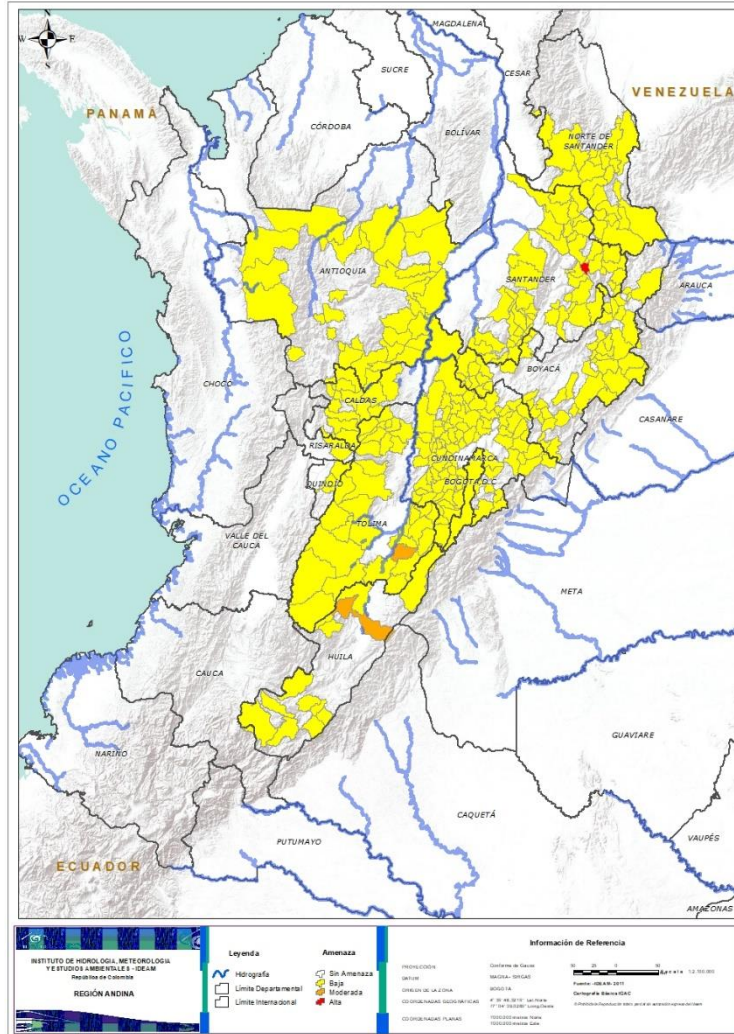 N
W E
S
MAGDALENA
SUCRE
CESAR
VENEZUELA
PANAMÁ
CÓRDOBA
BOLÍVAR
NORTE DE
SANTANDER
ANTIOQUIA
SANTANDER
ARAUCA
OCEANO PACIFICO
CHOCÓ
BOYACÁ
CALDAS
CASANARE
RISARALDA
CUNDINAMARCA
QUINDIO
BOGOTÁ D.C.
TOLIMA
VALLE DEL
CAUCA
META
CAUCA
HUILA
NARIÑO
GUAVIARE
CAQUETÁ
PUTUMAYO
VAUPÉS
ECUADOR
AMAZONAS
INSTITUTO DE HIDROLOGIA, METEOROLOGIA
Y ESTUDIOS AMBIENTALES - IDEAM
República de Colombia
REGIÓN ANDINA
Leyenda
Hidrografía
Límite Departamental
Límite Internacional
Amenaza
Sin Amenaza
Baja
Moderada
Alta
Información de Referencia
PROYECCIÓN Conforme de Gauss
DATUM MAGNA - SIRGAS
ORIGEN DE LA ZONA BOGOTÁ
COORDENADAS GEOGRÁFICAS
COORDENADAS PLANAS
Fuente: IDEAM- 2011
Cartografía Básica IGAC